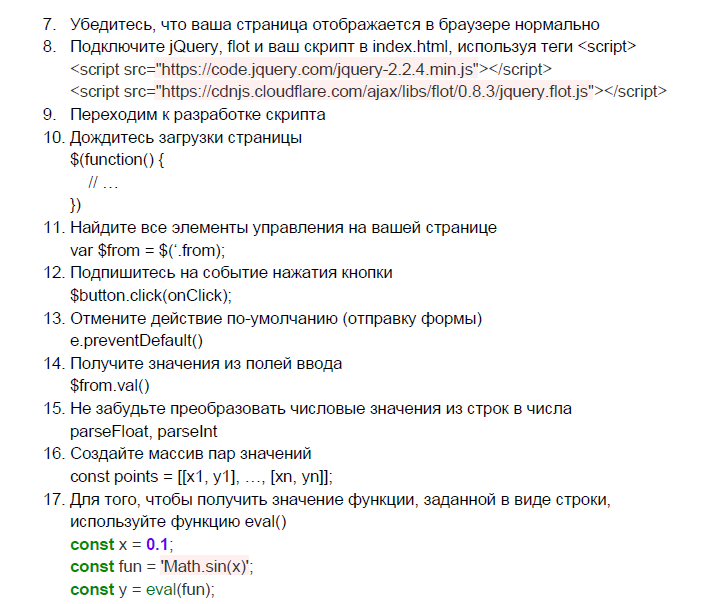 7. Убедитесь, что ваша страница отображается в браузере нормально
8. Подключите jQuery, flot и ваш скрипт в index.html, используя теги <script>
<script src="https://code.jquery.com/jquery-2.2.4.min.js"></script>
<script src="https://cdnjs.cloudflare.com/ajax/libs/flot/0.8.3/jquery.flot.js"></script>
9. Переходим к разработке скрипта
10. Дождитесь загрузки страницы
$(function() {
// …
})
11. Найдите все элементы управления на вашей странице
var $from = $(‘.from);
12. Подпишитесь на событие нажатия кнопки
$button.click(onClick);
13. Отмените действие по-умолчанию (отправку формы)
e.preventDefault()
14. Получите значения из полей ввода
$from.val()
15. Не забудьте преобразовать числовые значения из строк в числа
parseFloat, parseInt
16. Создайте массив пар значений
const points = [[x1, y1], …, [xn, yn]];
17. Для того, чтобы получить значение функции, заданной в виде строки,
используйте функцию eval()
const x = 0.1;
const fun = 'Math.sin(x)';
const y = eval(fun);